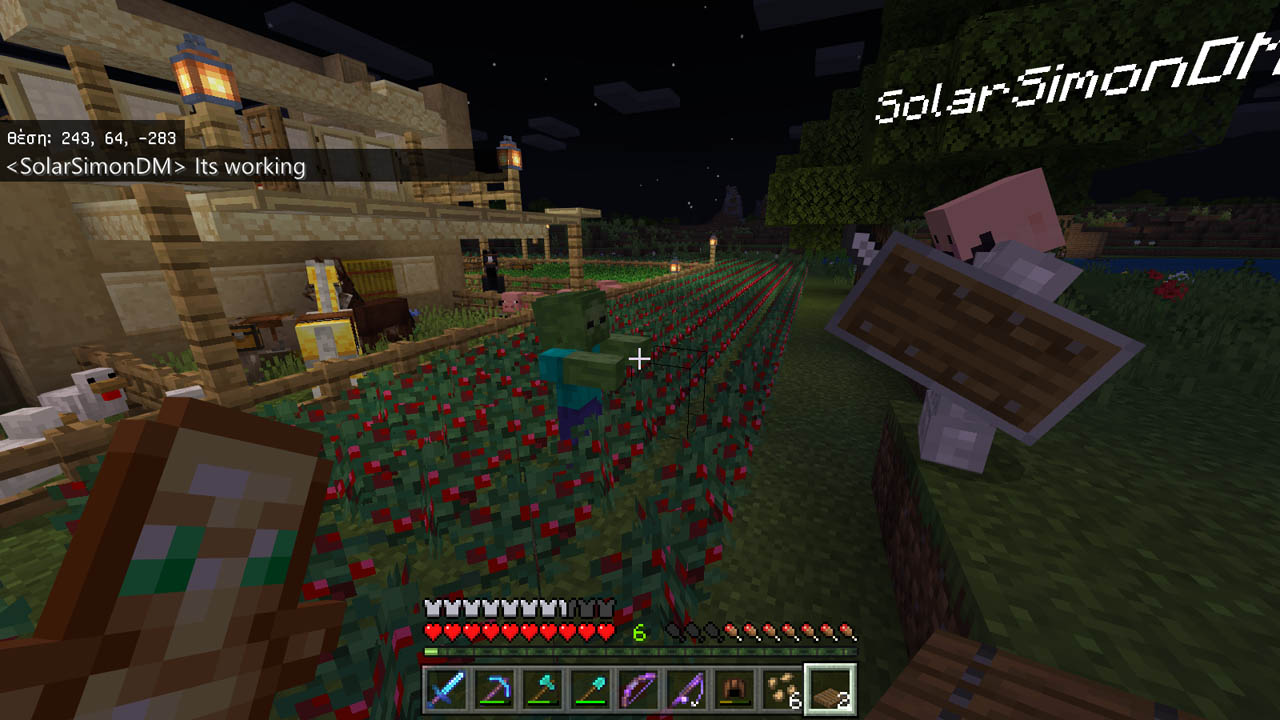 SolarSimonDM
Θέση: 243, 64, -283
<SolarSimonDM> Its working
6
6
2